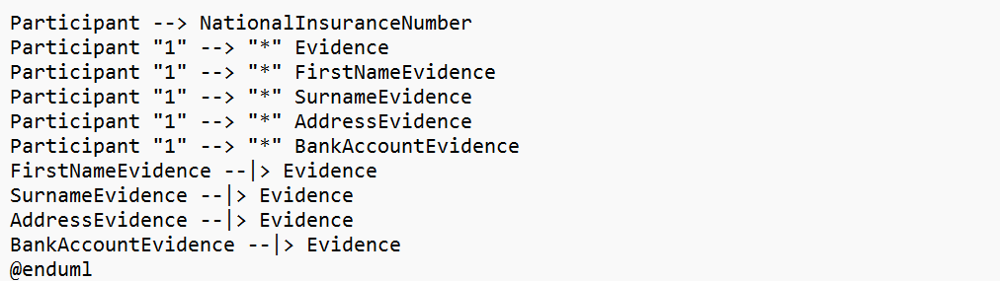 Participant --> NationalInsuranceNumber
Participant "1" --> "*" Evidence
Participant "1" --> "*" FirstNameEvidence
Participant "1" --> "*" SurnameEvidence
Participant "1" --> "*" AddressEvidence
Participant "1" --> "*" BankAccountEvidence
FirstNameEvidence --|> Evidence
SurnameEvidence --|> Evidence
AddressEvidence --|> Evidence
BankAccountEvidence --|> Evidence
@enduml